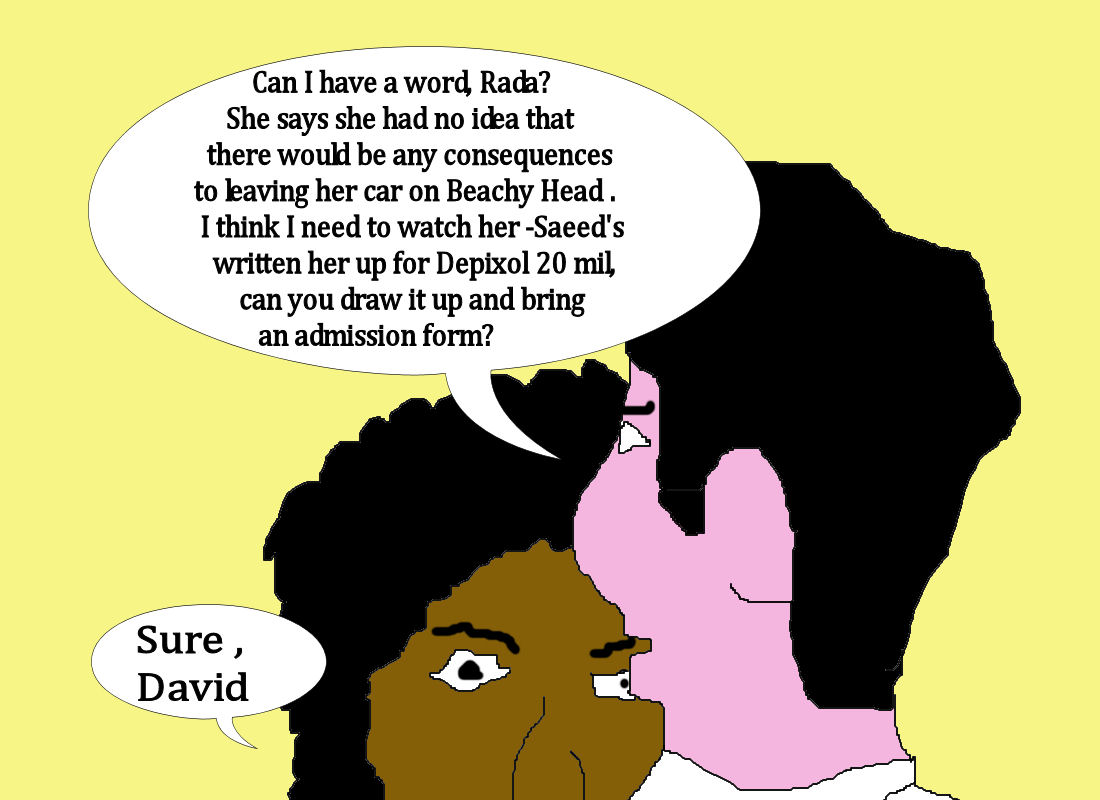 Can I have a word, Rada?
She says she had no idea that
there would be any consequences
to leaving her car on Beachy Head .
I think I need to watch her -Saeed's
written her up for Depixol 20 mil,
can you draw it up and bring
an admission form?
Sure ,
David